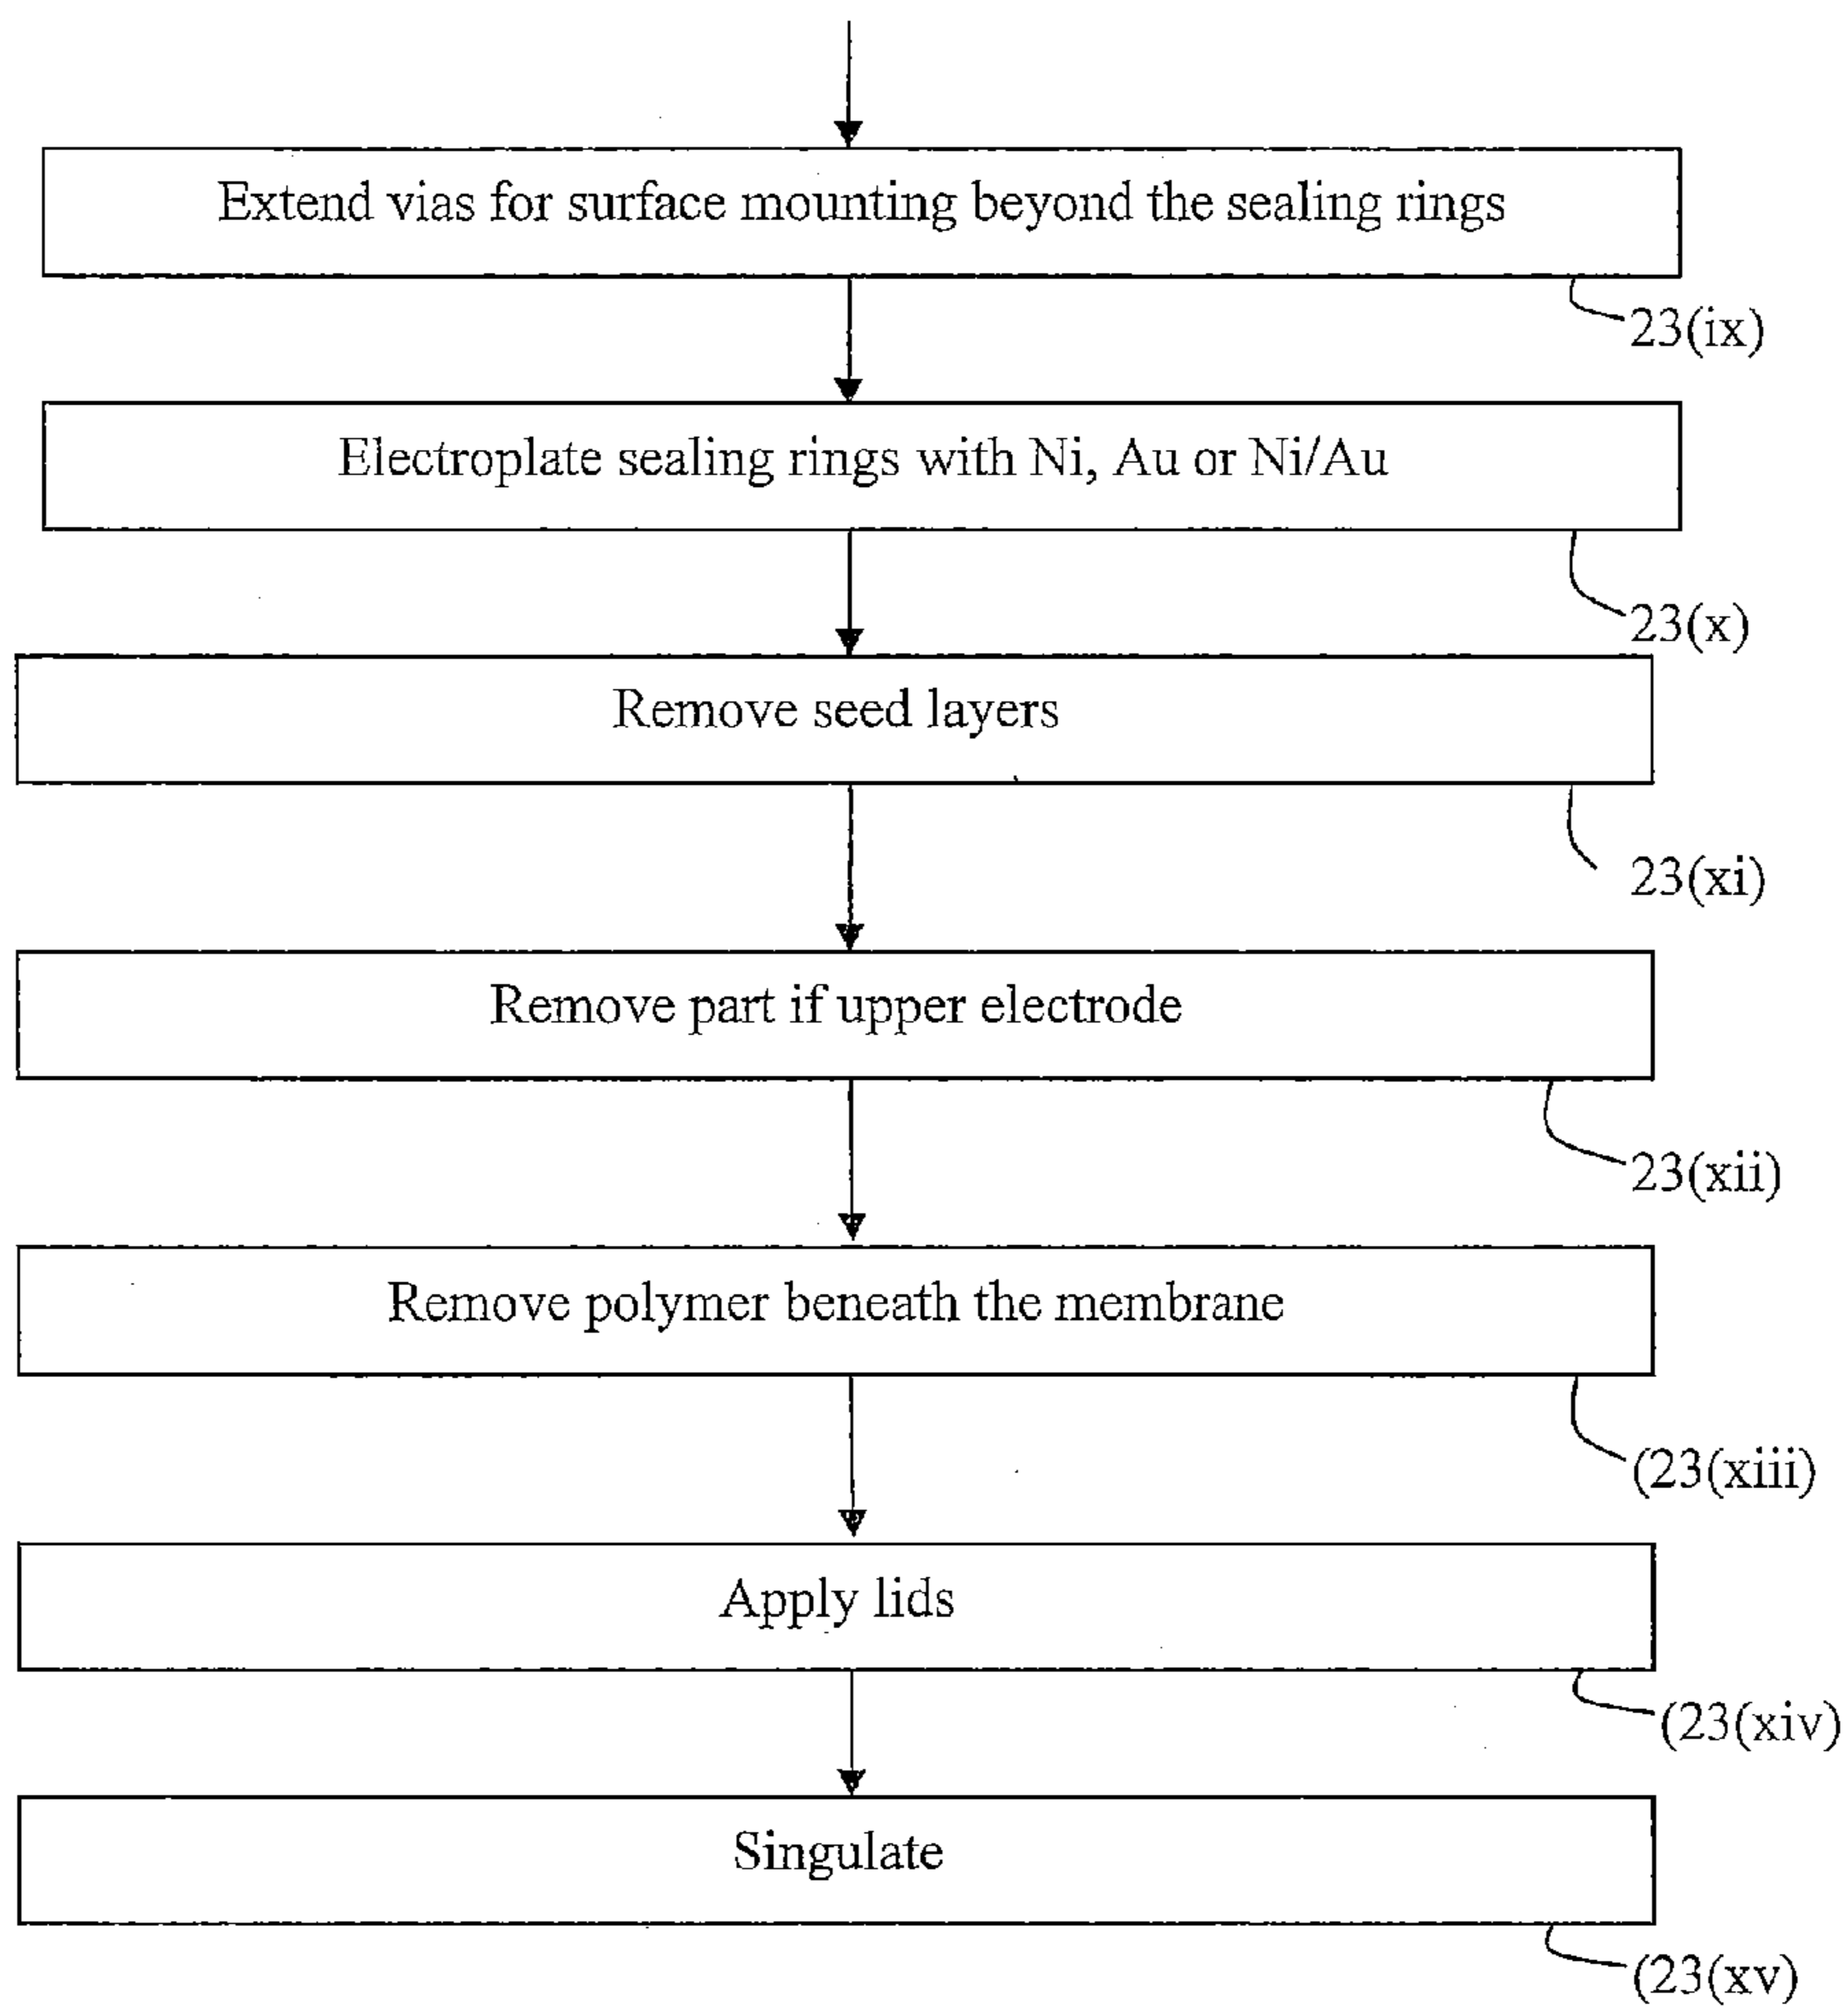 Extend vias for surface mounting beyond the sealing rings
23(ix)
Electroplate sealing rings with Ni, Au or Ni/Au
23(x)
Remove seed layers
23(xi)
Remove part if upper electrode
23(xii)
Remove polymer beneath the membrane
(23(xiii)
Apply lids
(23(xiv)
Singulate
(23(xv)